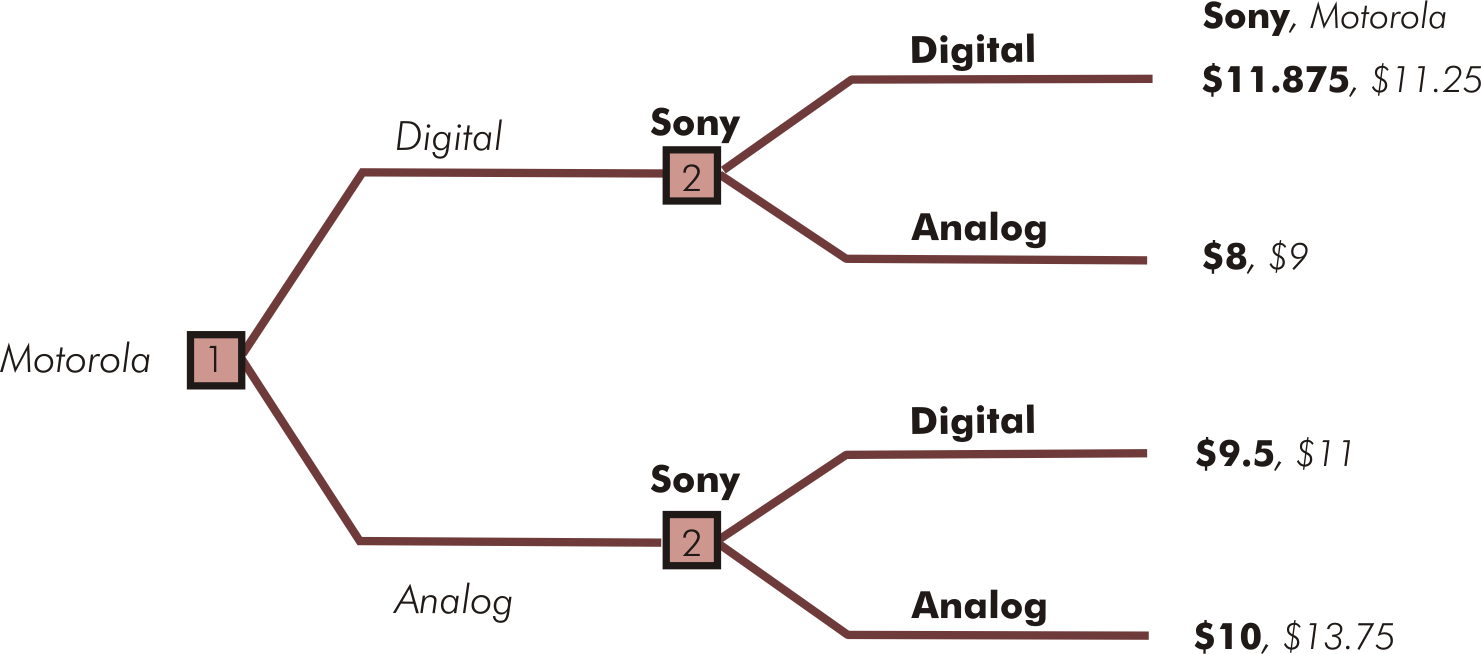 Sony, Motorola
Digital
$11.875, $11.25
Digital
Sony
2
Analog
$8, $9
Motorola
1
Digital
$9.5, $11
Sony
2
Analog
Analog
$10, $13.75